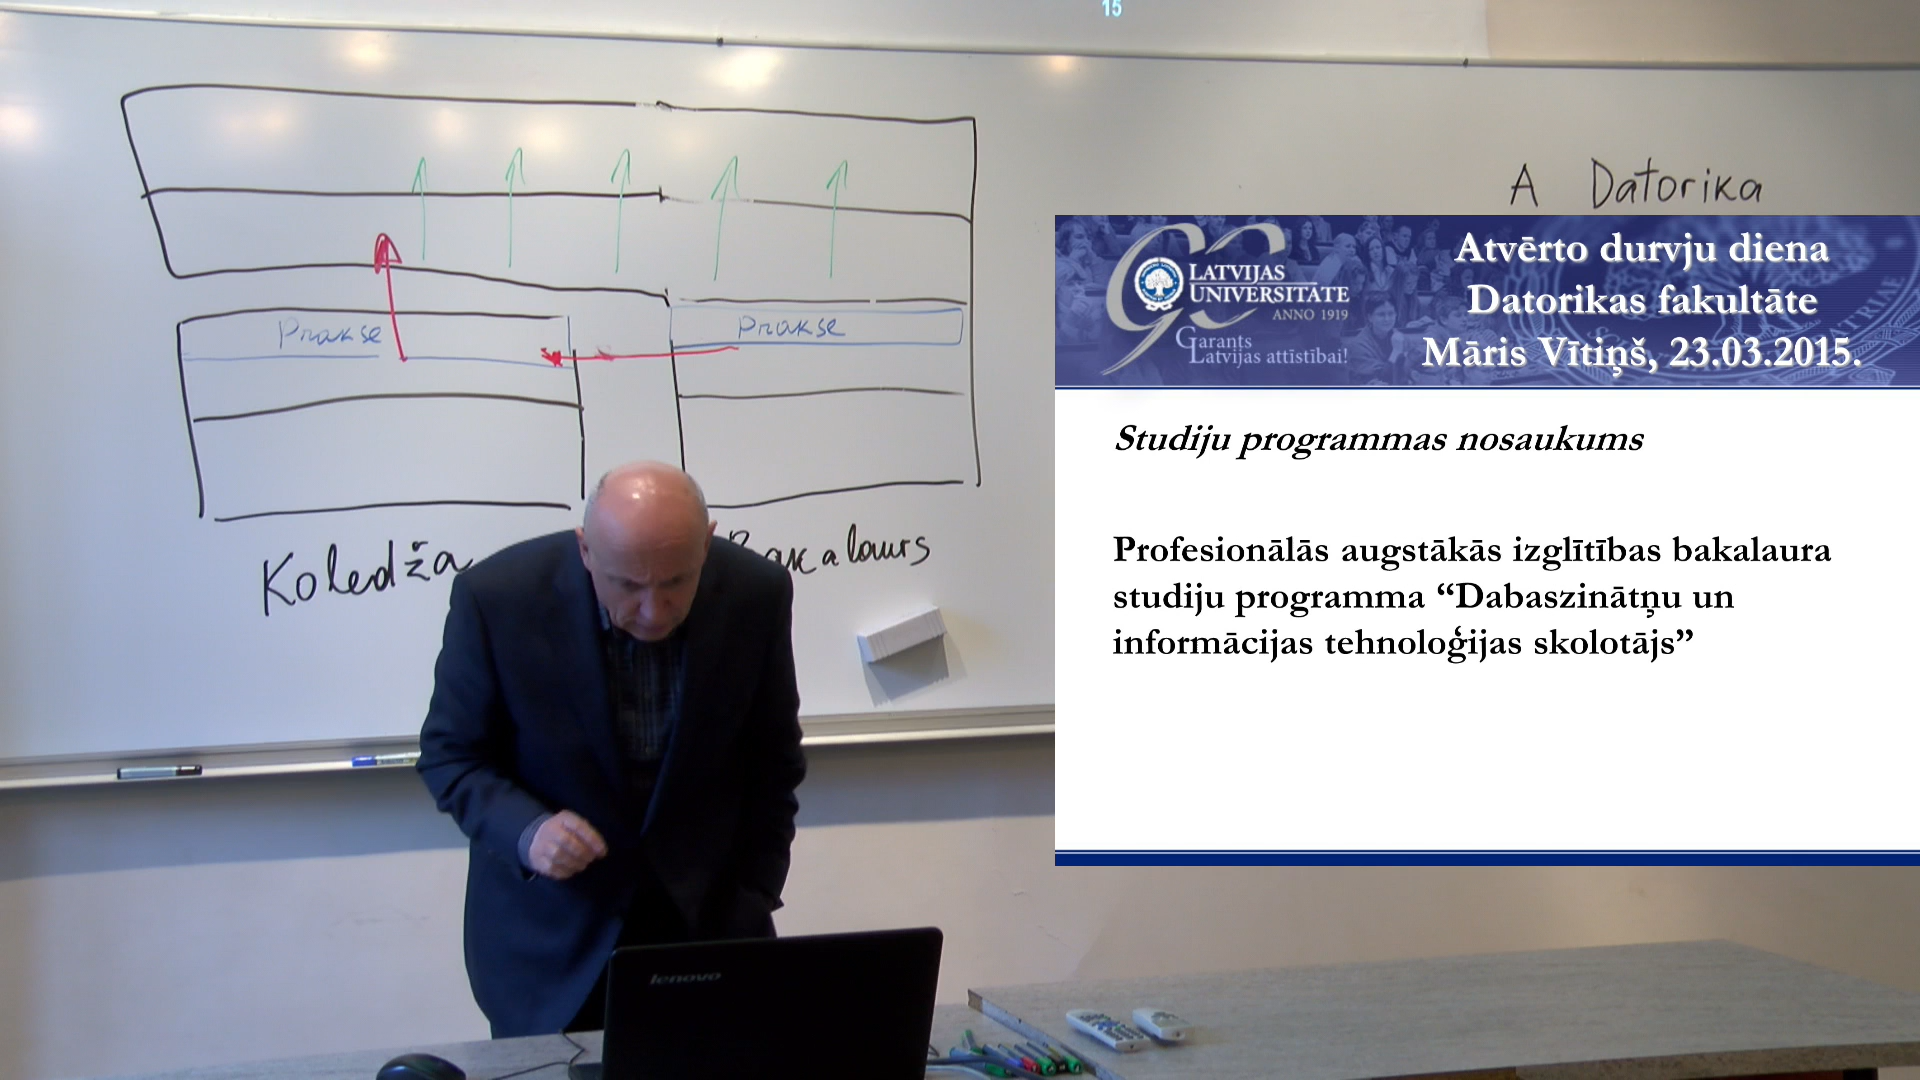 15
A Datorika
Prakse
Prakse
Koledža
LATVIJAS
UNIVERSITĀTE
ANNO 1919
Garants
Latvijas attīstībai!
Atvērto durvju diena
Datorikas fakultāte
Māris Vītiņš, 23.03.2015.
Studiju programmas nosaukums
Profesionālās augstākās izglītības bakalaura
studiju programma “Dabaszinātņu un
informācijas tehnoloģijas skolotājs”
lenovo